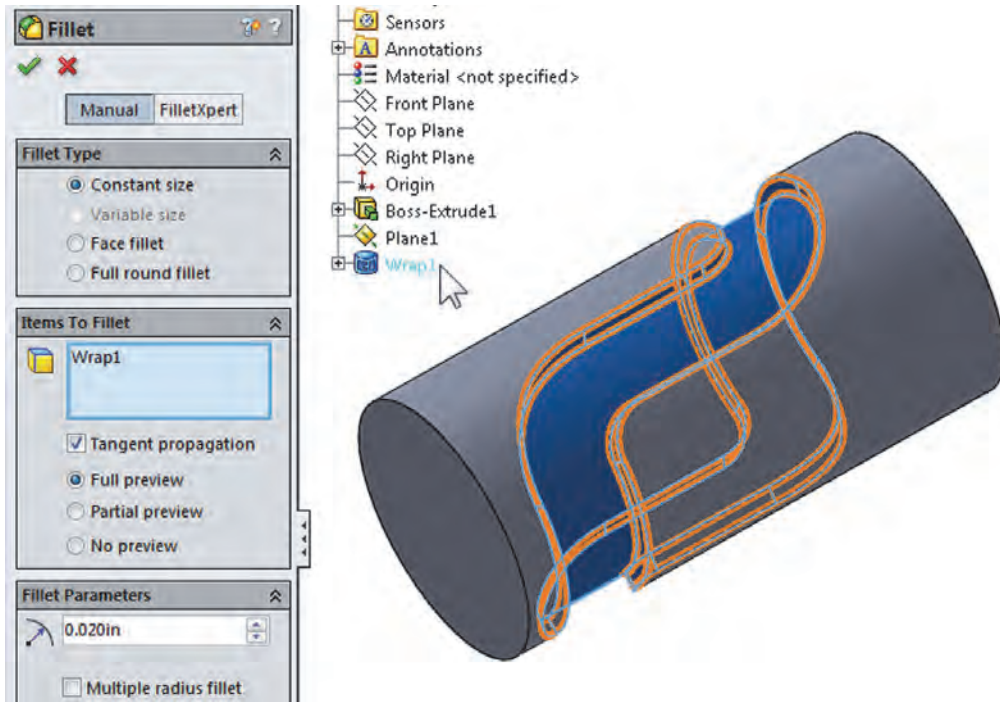 Fillet
?
Manual FilletXpert
Fillet Type
Constant size
Variable size
Face fillet
Full round fillet
Items To Fillet
Wrap1
Tangent propagation
Full preview
Partial preview
No preview
Fillet Parameters
0.020in
Multiple radius fillet
Sensors
A Annotations
Material <not specified>
Front Plane
Top Plane
Right Plane
Origin
Boss-Extrude1
Plane1
Wrap1